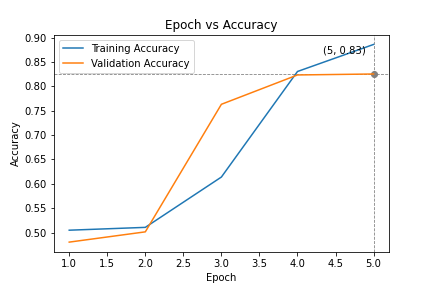 Epoch vs Accuracy
Training Accuracy
Validation Accuracy
(5, 0.83)
0.90
0.85
0.80
0.75
0.70
0.65
0.60
0.55
0.50
Accuracy
1.0 1.5 2.0 2.5 3.0 3.5 4.0 4.5 5.0
Epoch